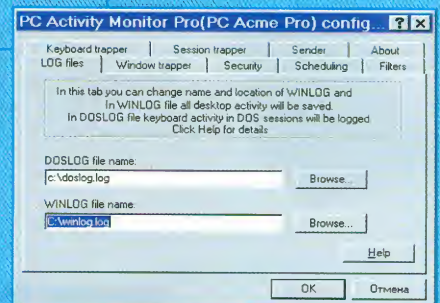 PC Activity Monitor Pro(PC Acme Pro) config... ? ×
Keyboard trapper Session trapper Sender About
LOG files Window trapper Security Scheduling Filters
In this tab you can change name and location of WINLOG and
In WINLOG file all desktop activity will be saved.
In DOSLOG file keyboard activity in DOS sessions will be logged
Click Help for details
DOSLOG file name:
c:\doslog.log Browse...
WINLOG file name:
C:\winlog.log Browse...
Help
OK Отмена